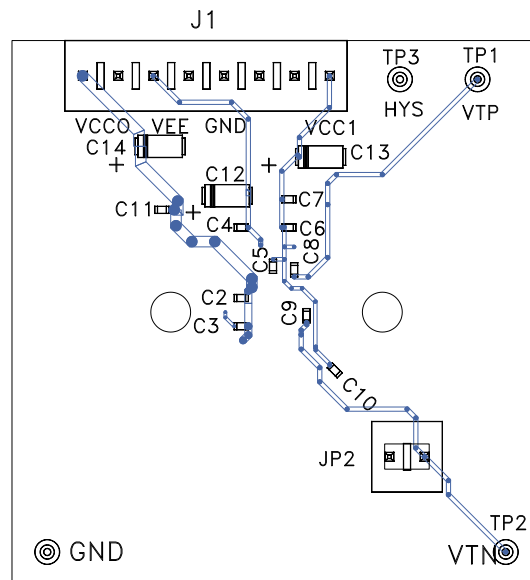 J1
TP3
TP1
HYS
VTP
VCCO
VEE
GND
VCC1
C14
C13
+
+
C12
C7
C11
+
C4
C6
C5
C8
C2
C9
C3
C10
JP2
TP2
GND
VTN